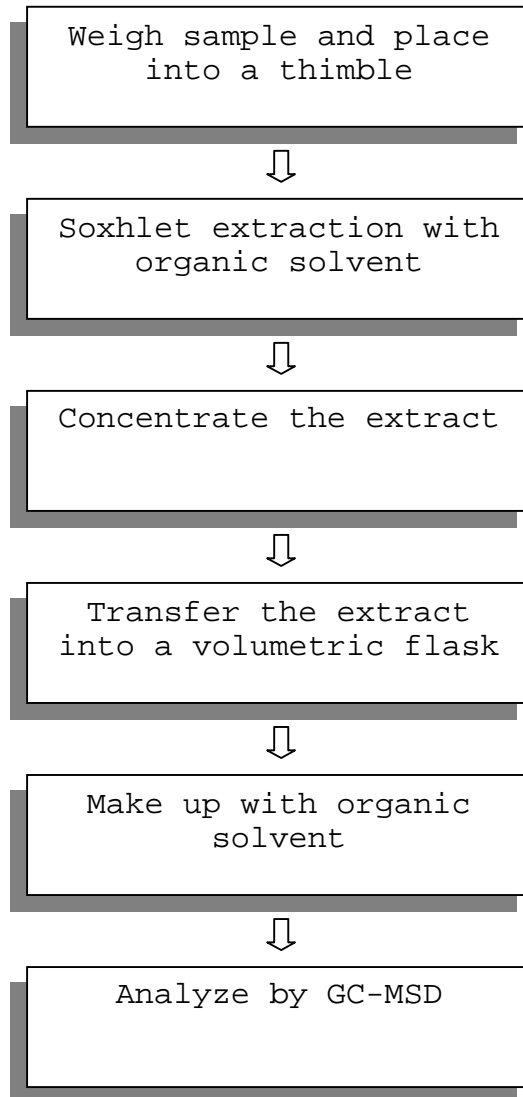 Weigh sample and place
into a thimble
Soxhlet extraction with
organic solvent
Concentrate the extract
Transfer the extract
into a volumetric flask
Make up with organic
solvent
Analyze by GC-MSD